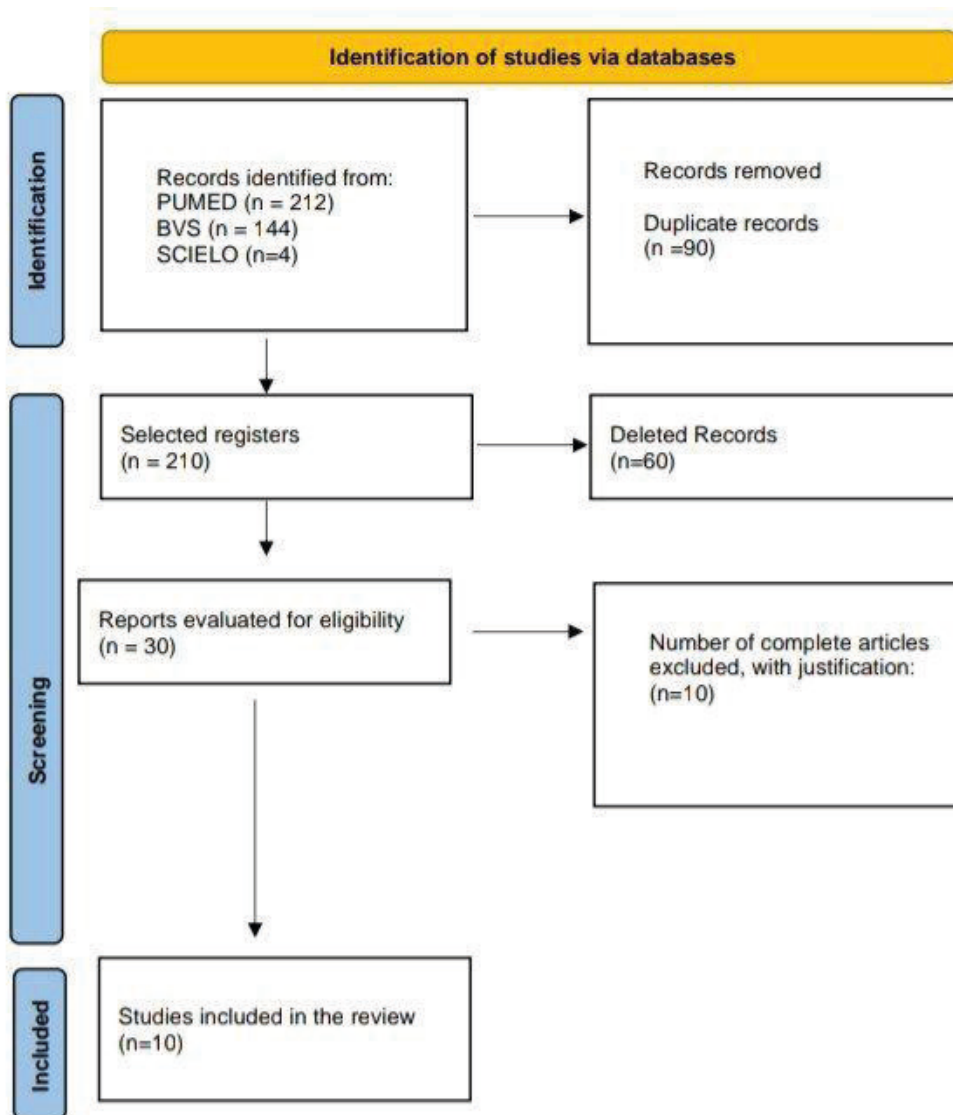 Identification of studies via databases
Identification
Records identified from:
PUMED (n = 212)
BVS (n = 144)
SCIELO (n=4)
Records removed
Duplicate records
(n =90)
Screening
Selected registers
(n = 210)
Deleted Records
(n=60)
Reports evaluated for eligibility
(n = 30)
Number of complete articles
excluded, with justification:
(n=10)
Included
Studies included in the review
(n=10)